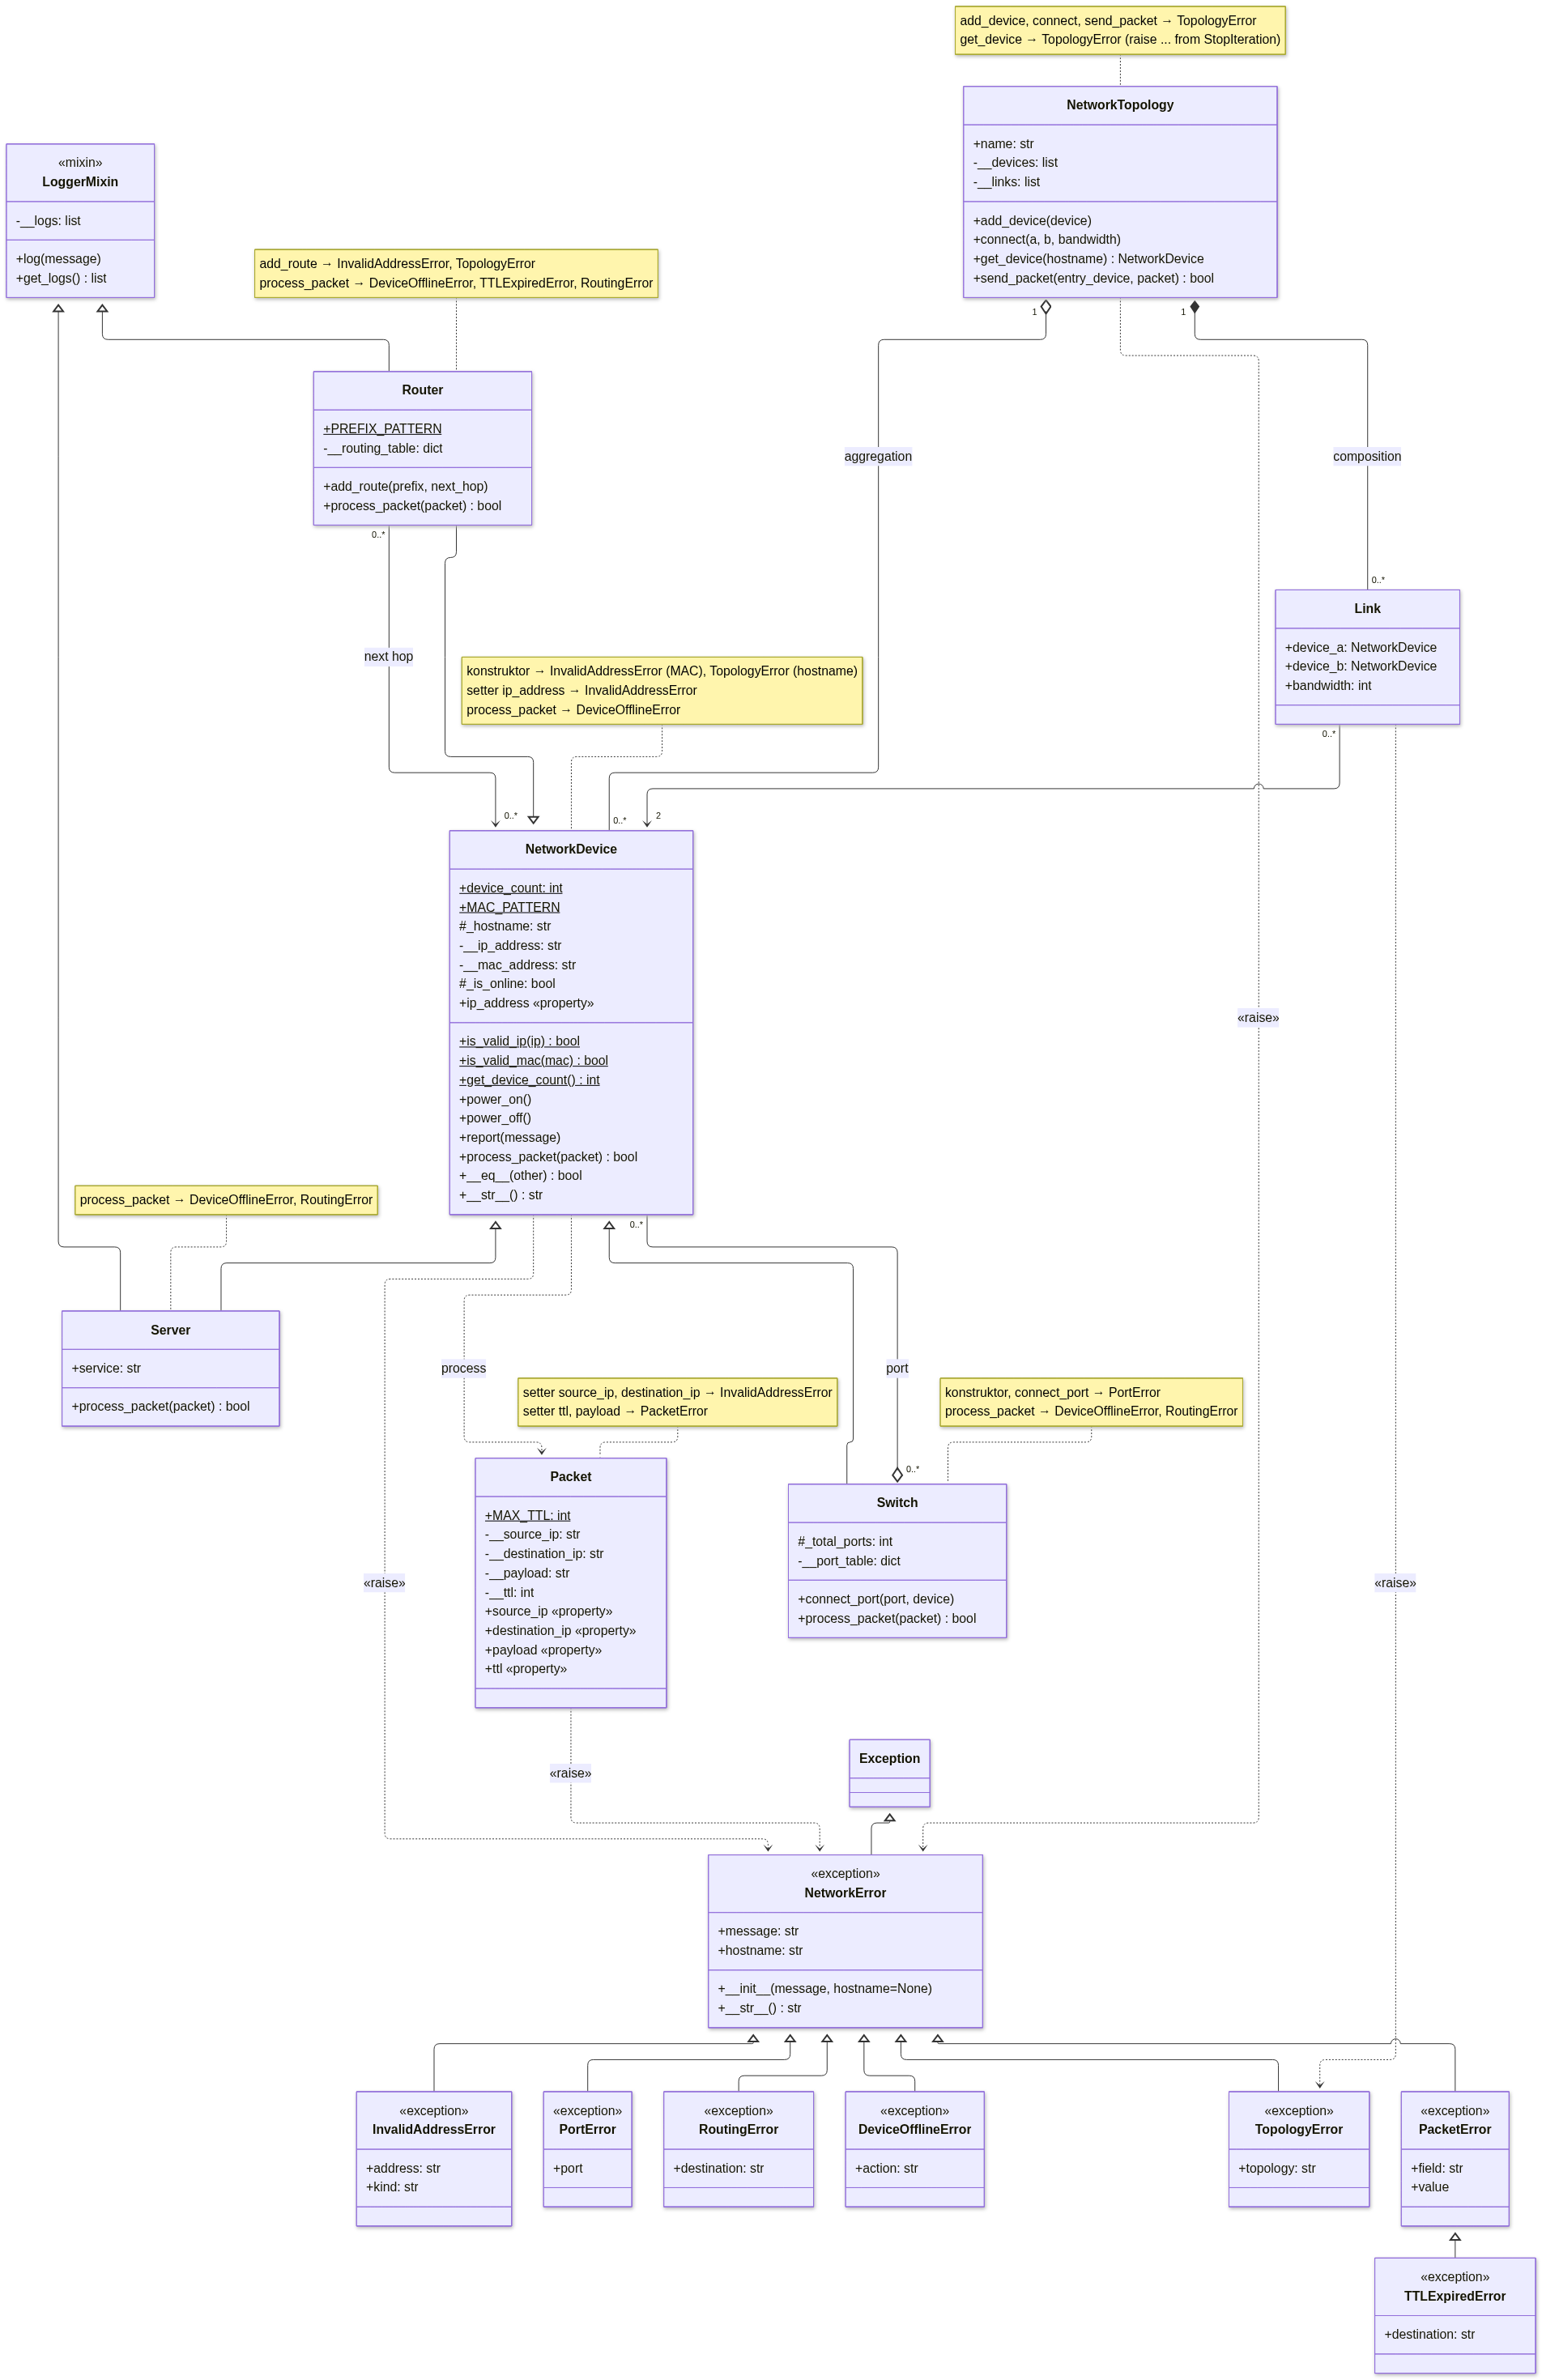 add_device, connect, send_packet → TopologyError
get_device → TopologyError (raise ... from StopIteration)
NetworkTopology
+name: str
-__devices: list
-__links: list
+add_device(device)
+connect(a, b, bandwidth)
+get_device(hostname) : NetworkDevice
+send_packet(entry_device, packet) : bool
«mixin»
LoggerMixin
-__logs: list
+log(message)
+get_logs() : list
add_route → InvalidAddressError, TopologyError
process_packet → DeviceOfflineError, TTLExpiredError, RoutingError
1
1
Router
+PREFIX_PATTERN
-__routing_table: dict
+add_route(prefix, next_hop)
+process_packet(packet) : bool
aggregation
composition
0..*
0..*
Link
+device_a: NetworkDevice
+device_b: NetworkDevice
+bandwidth: int
next hop
konstruktor → InvalidAddressError (MAC), TopologyError (hostname)
setter ip_address → InvalidAddressError
process_packet → DeviceOfflineError
0..*
0..*
0..*
2
NetworkDevice
+device_count: int
+MAC_PATTERN
#_hostname: str
-__ip_address: str
-__mac_address: str
#_is_online: bool
+ip_address «property»
+is_valid_ip(ip) : bool
+is_valid_mac(mac) : bool
+get_device_count() : int
+power_on()
+power_off()
+report(message)
+process_packet(packet) : bool
+__eq__(other) : bool
+__str__() : str
«raise»
process_packet → DeviceOfflineError, RoutingError
0..*
Server
+service: str
+process_packet(packet) : bool
process
port
setter source_ip, destination_ip → InvalidAddressError
setter ttl, payload → PacketError
konstruktor, connect_port → PortError
process_packet → DeviceOfflineError, RoutingError
0..*
Packet
+MAX_TTL: int
-__source_ip: str
-__destination_ip: str
-__payload: str
-__ttl: int
+source_ip «property»
+destination_ip «property»
+payload «property»
+ttl «property»
Switch
#_total_ports: int
-__port_table: dict
+connect_port(port, device)
+process_packet(packet) : bool
«raise»
«raise»
«raise»
Exception
«exception»
NetworkError
+message: str
+hostname: str
+__init__(message, hostname=None)
+__str__() : str
«exception»
InvalidAddressError
+address: str
+kind: str
«exception»
PortError
+port
«exception»
RoutingError
+destination: str
«exception»
DeviceOfflineError
+action: str
«exception»
TopologyError
+topology: str
«exception»
PacketError
+field: str
+value
«exception»
TTLExpiredError
+destination: str